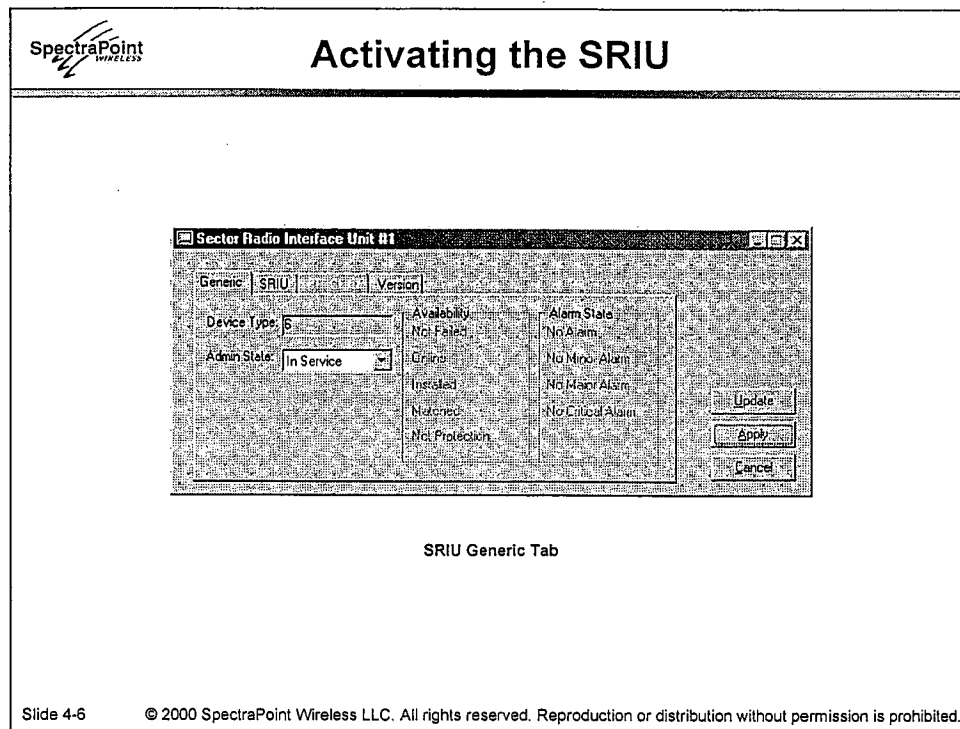 SpectraPoint
WIRELESS
Activating the SRIU
Sector Radio Interface Unit #1
Generic SRIU Version
Device Type: 6
Admin State: In Service
Availability
Not Failed
Online
Installed
Matched
Not Protection
Alarm State
No Alarm
No Minor Alarm
No Major Alarm
No Critical Alarm
Update
Apply
Cancel
SRIU Generic Tab
Slide 4-6 © 2000 SpectraPoint Wireless LLC. All rights reserved. Reproduction or distribution without permission is prohibited.